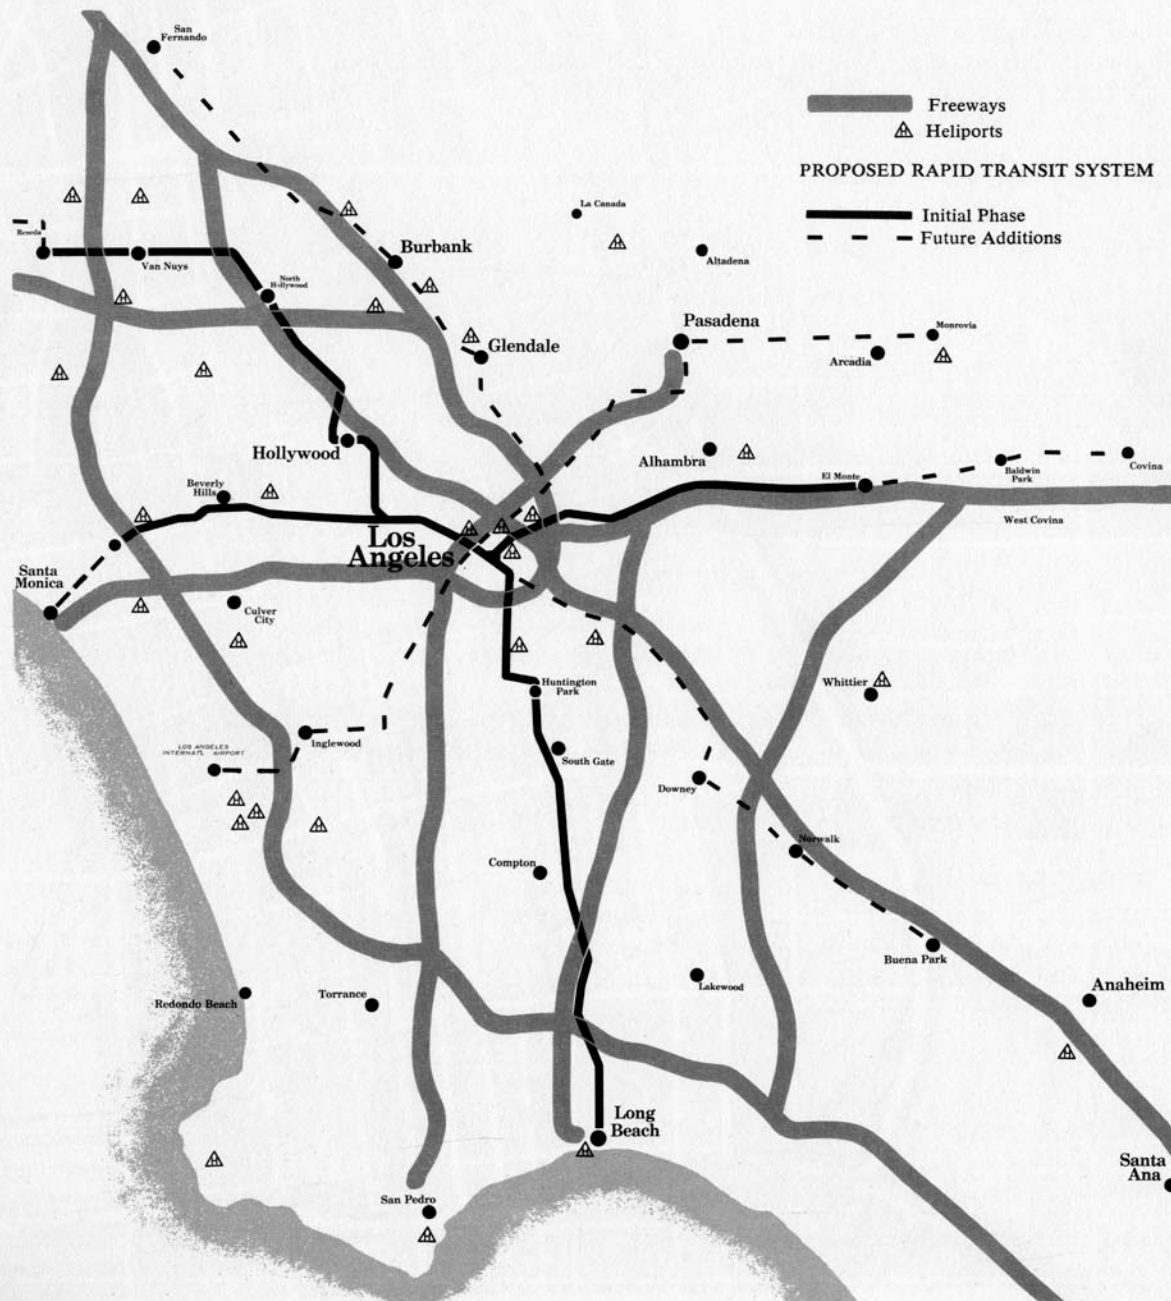 San
Fernando
Freeways
Heliports
PROPOSED RAPID TRANSIT SYSTEM
Initial Phase
Future Additions
La Canada
Reseda
Van Nuys
Burbank
Altadena
North
Hollywood
Pasadena
Monrovia
Glendale
Arcadia
Hollywood
Alhambra
Beverly
Hills
El Monte
Baldwin
Park
Covina
West Covina
Los
Angeles
Santa
Monica
Culver
City
Huntington
Park
Whittier
Inglewood
LOS ANGELES
INTERNAT'L AIRPORT
South Gate
Downey
Norwalk
Compton
Buena Park
Lakewood
Anaheim
Redondo Beach
Torrance
Long
Beach
Santa
Ana
San Pedro